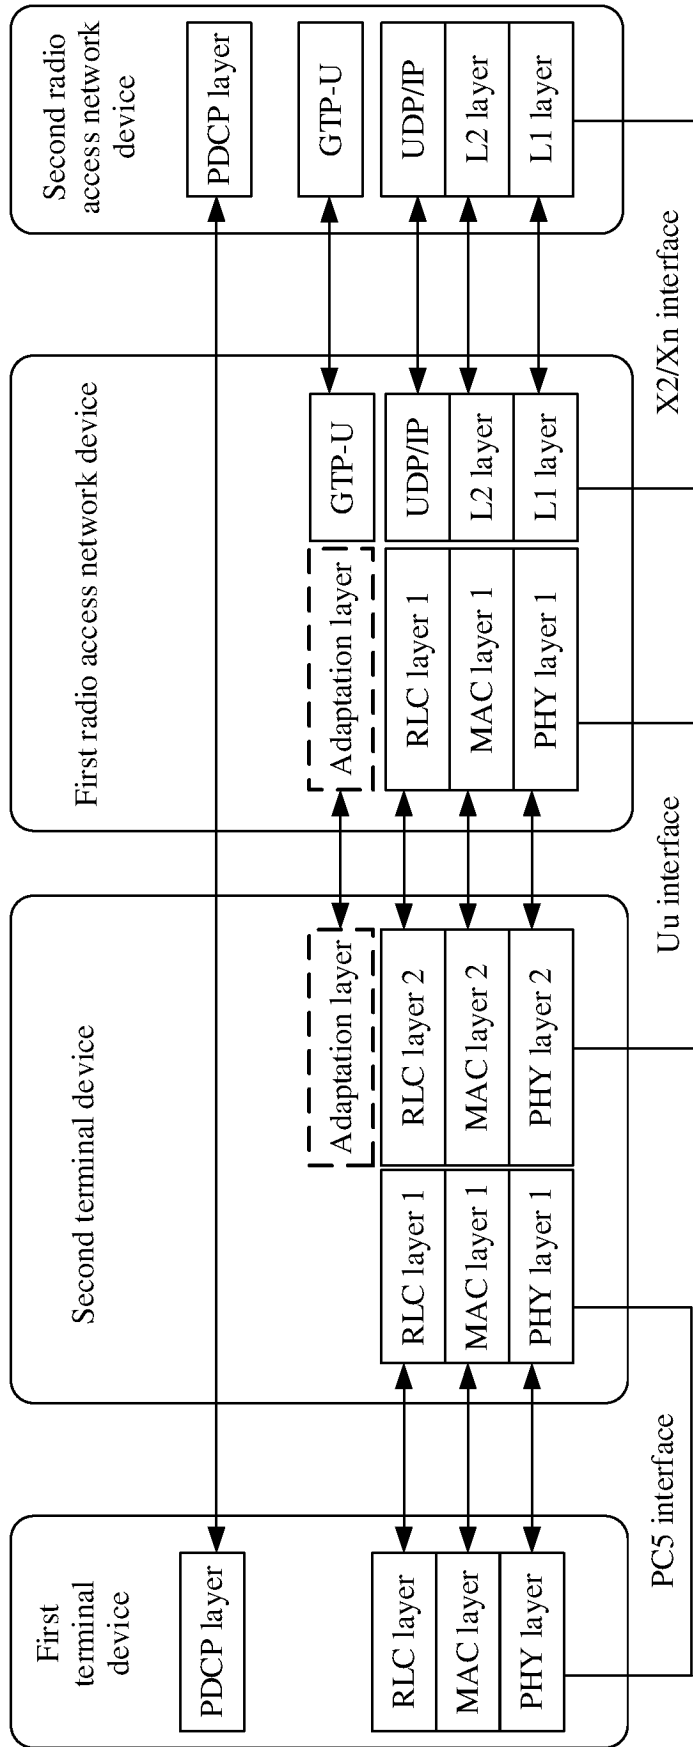 First
terminal
device
PDCP layer
RLC layer
MAC layer
PHY layer
PC5 interface
Second terminal device
RLC layer 1
MAC layer 1
PHY layer 1
Adaptation layer
RLC layer 2
MAC layer 2
PHY layer 2
Uu interface
First radio access network device
Adaptation layer
RLC layer 1
MAC layer 1
PHY layer 1
GTP-U
UDP/IP
L2 layer
L1 layer
X2/Xn interface
Second radio
access network
device
PDCP layer
GTP-U
UDP/IP
L2 layer
L1 layer